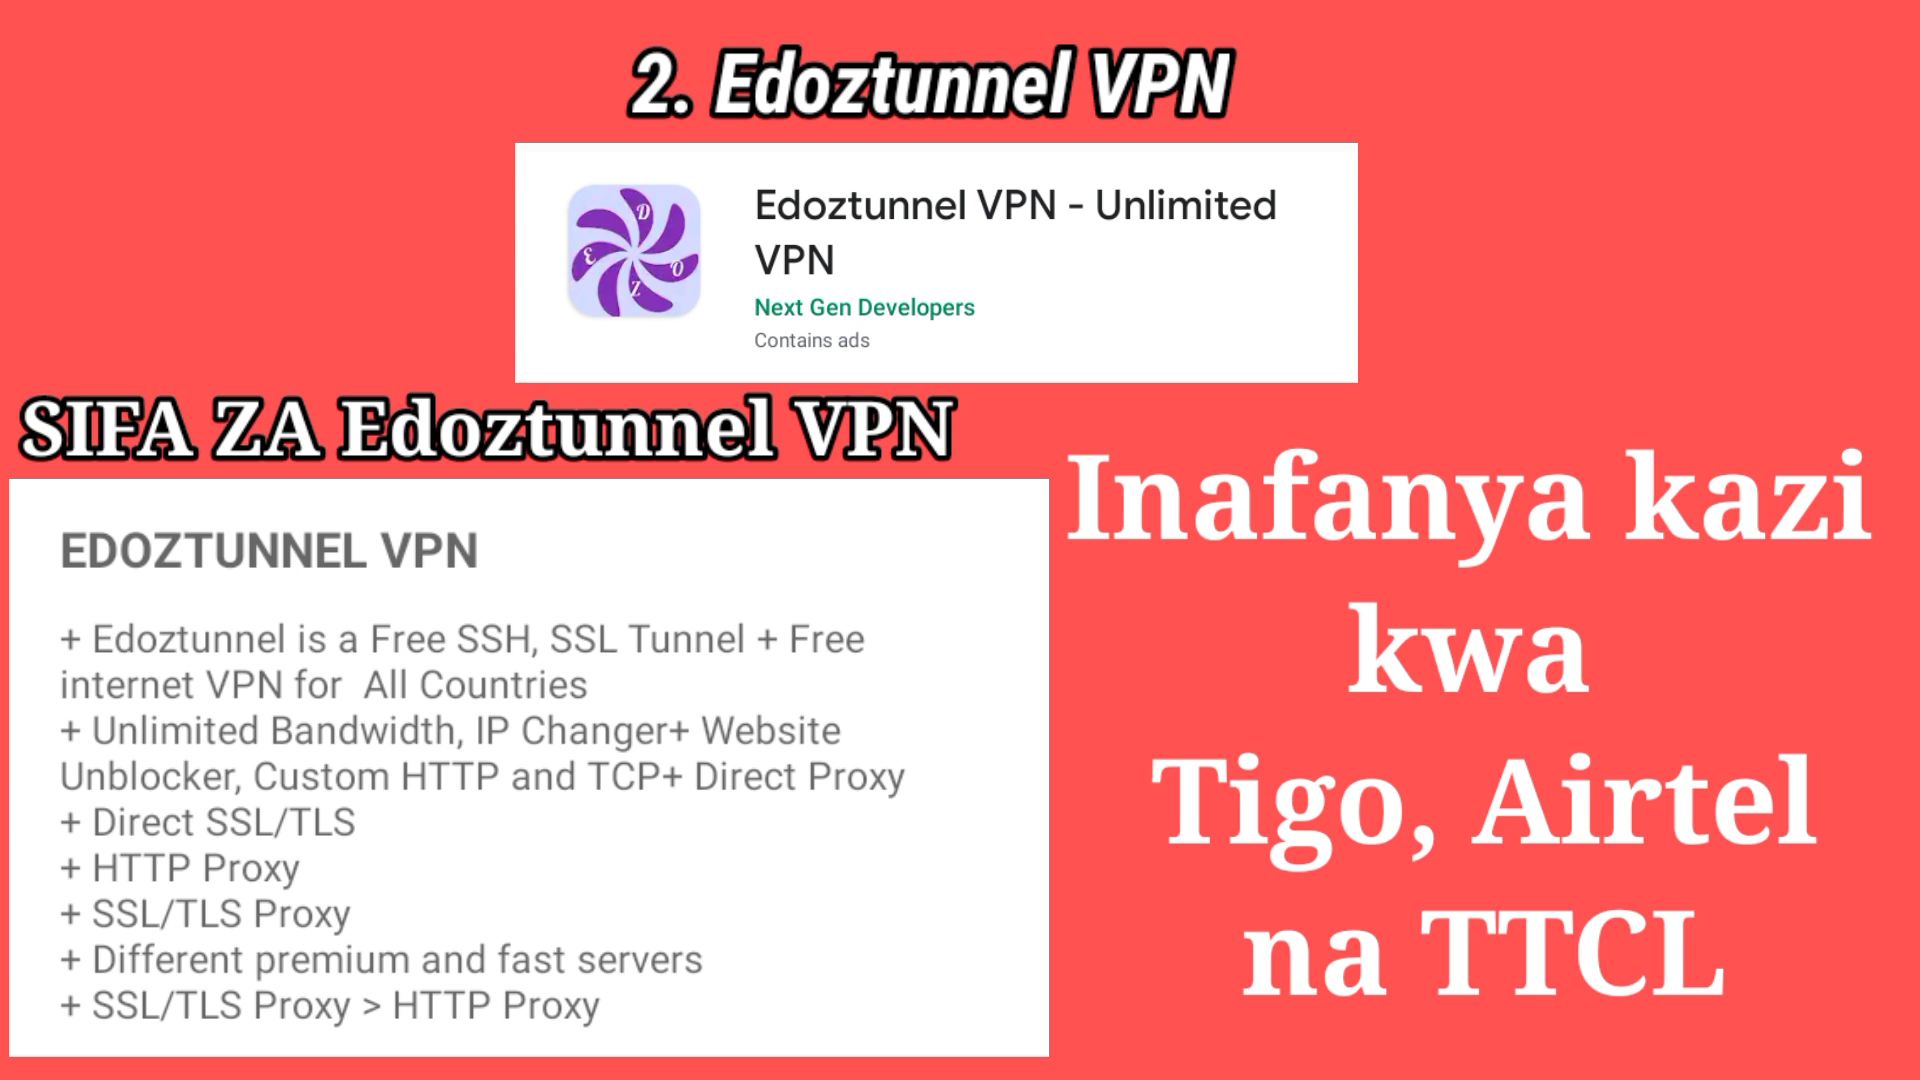 2. Edoztunnel VPN
D
E
O
Z
Edoztunnel VPN - Unlimited
VPN
Next Gen Developers
Contains ads
SIFA ZA Edoztunnel VPN
EDOZTUNNEL VPN
+ Edoztunnel is a Free SSH, SSL Tunnel + Free
internet VPN for  All Countries
+ Unlimited Bandwidth, IP Changer+ Website
Unblocker, Custom HTTP and TCP+ Direct Proxy
+ Direct SSL/TLS
+ HTTP Proxy
+ SSL/TLS Proxy
+ Different premium and fast servers
+ SSL/TLS Proxy > HTTP Proxy
Inafanya kazi
kwa
Tigo, Airtel
na TTCL